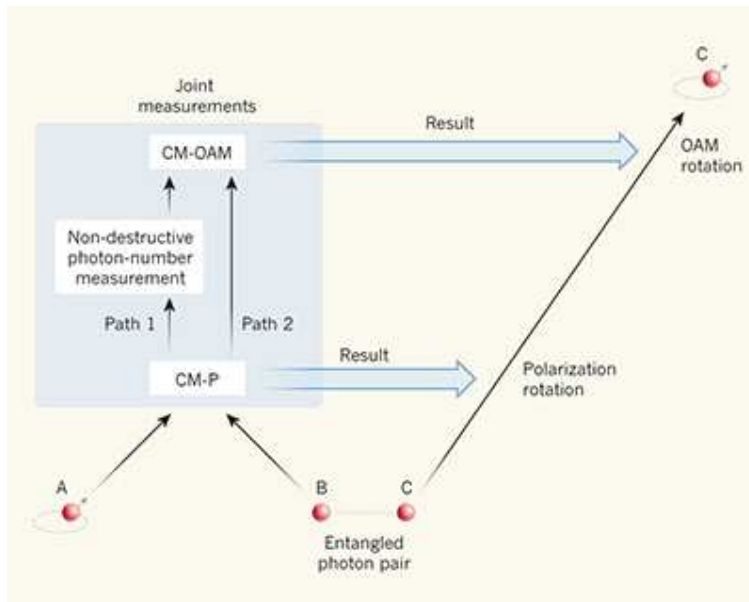 C
Joint
measurements
Result
CM-OAM
OAM
rotation
Non-destructive
photon-number
measurement
Path 1
Path 2
Result
CM-P
Polarization
rotation
A
B
C
Entangled
photon pair